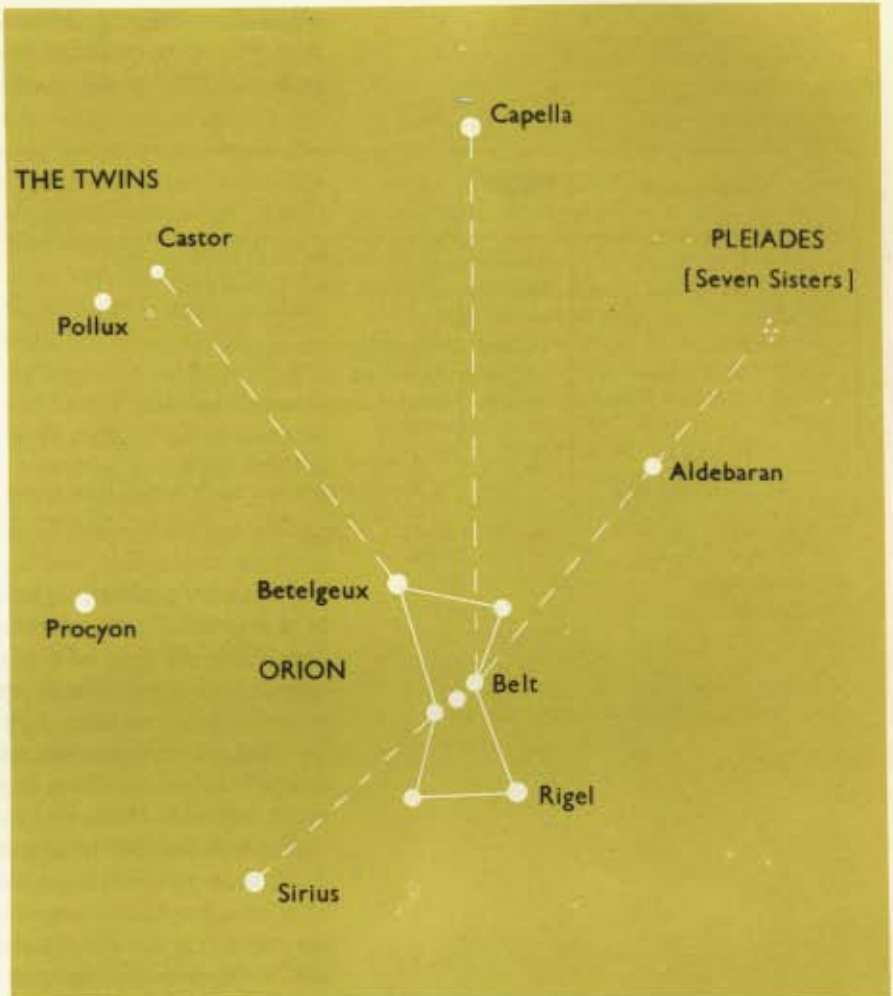 Capella
THE TWINS
Castor
PLEIADES
[Seven Sisters]
Pollux
Aldebaran
Betelgeux
Procyon
ORION
Belt
Rigel
Sirius